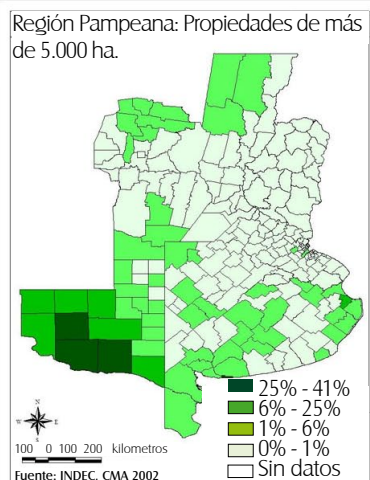 Región Pampeana: Propiedades de más
de 5.000 ha.
25% - 41%
6% - 25%
1% - 6%
0% - 1%
Sin datos
N
W E
S
100 0 100 200 kilometros
Fuente: INDEC, CMA 2002